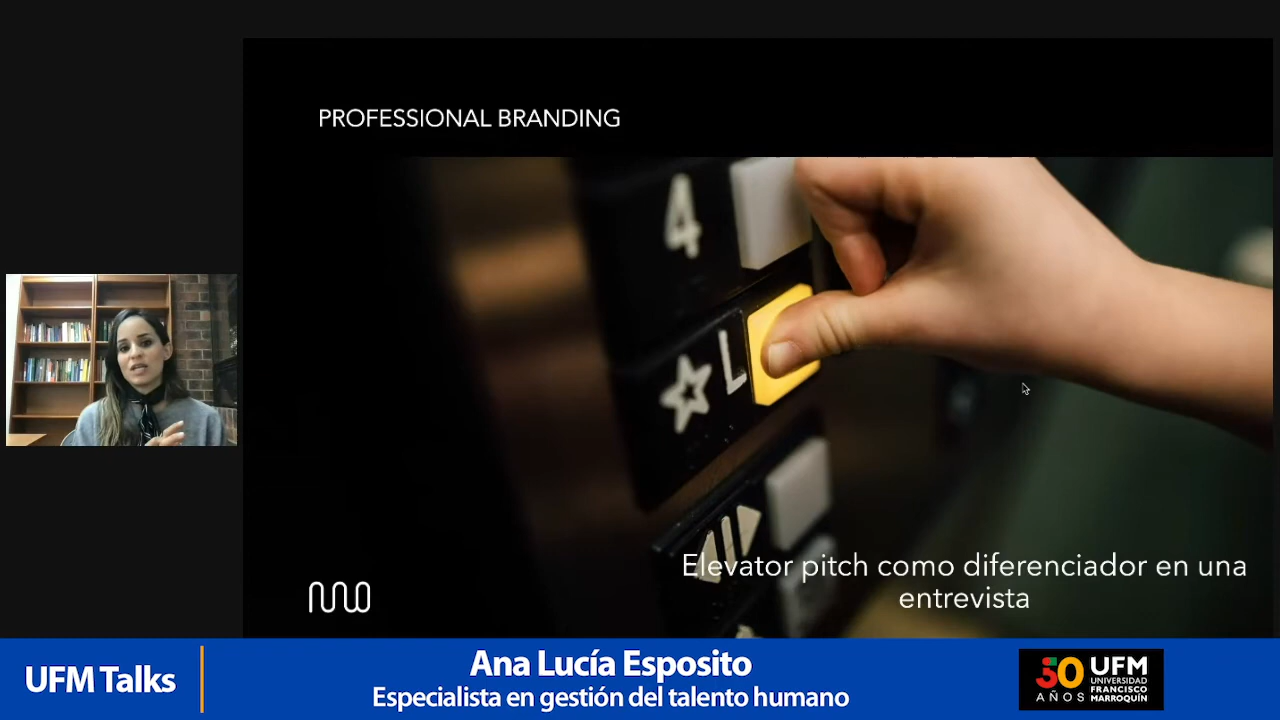 PROFESSIONAL BRANDING
4
L
Elevator pitch como diferenciador en una
entrevista
UFM Talks
Ana Lucía Esposito
Especialista en gestión del talento humano
50
AÑOS
UFM
UNIVERSIDAD
FRANCISCO
MARROQUÍN